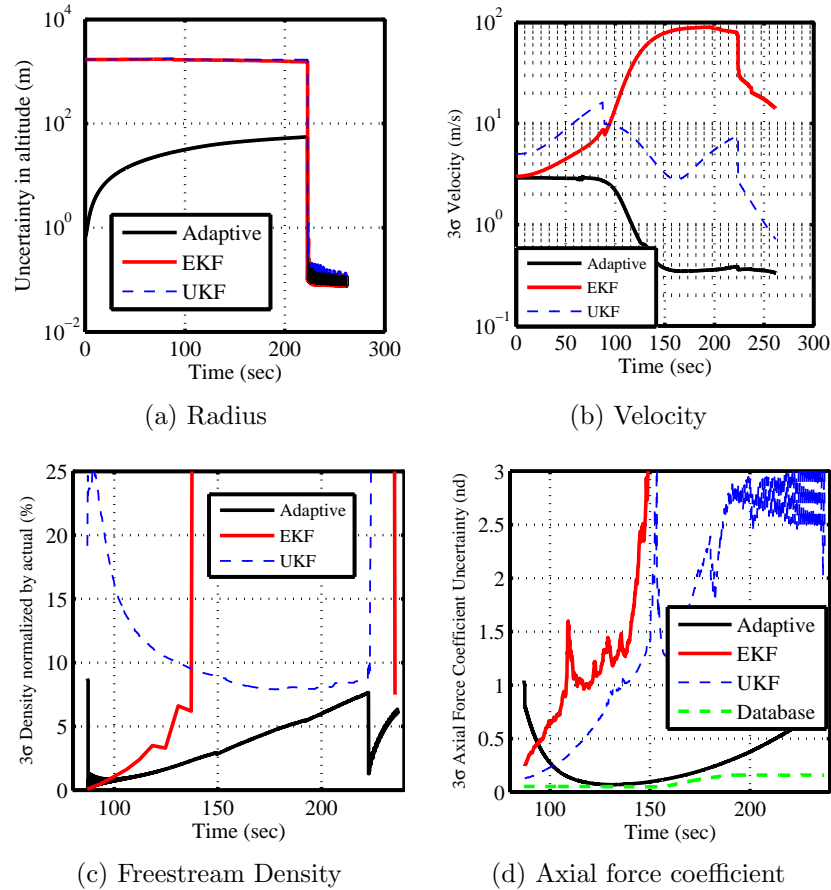 10^4
10^2
10^0
10^{-2}
Uncertainty in altitude (m)
Adaptive
EKF
UKF
0
100
200
300
Time (sec)
(a) Radius
10^2
10^1
10^0
10^{-1}
3σ Velocity (m/s)
Adaptive
EKF
UKF
0
50
100
150
200
250
300
Time (sec)
(b) Velocity
25
20
15
10
5
0
3σ Density normalized by actual (%)
Adaptive
EKF
UKF
100
150
200
Time (sec)
(c) Freestream Density
3
2.5
2
1.5
1
0.5
0
3σ Axial Force Coefficient Uncertainty (nd)
Adaptive
EKF
UKF
Database
100
150
200
Time (sec)
(d) Axial force coefficient